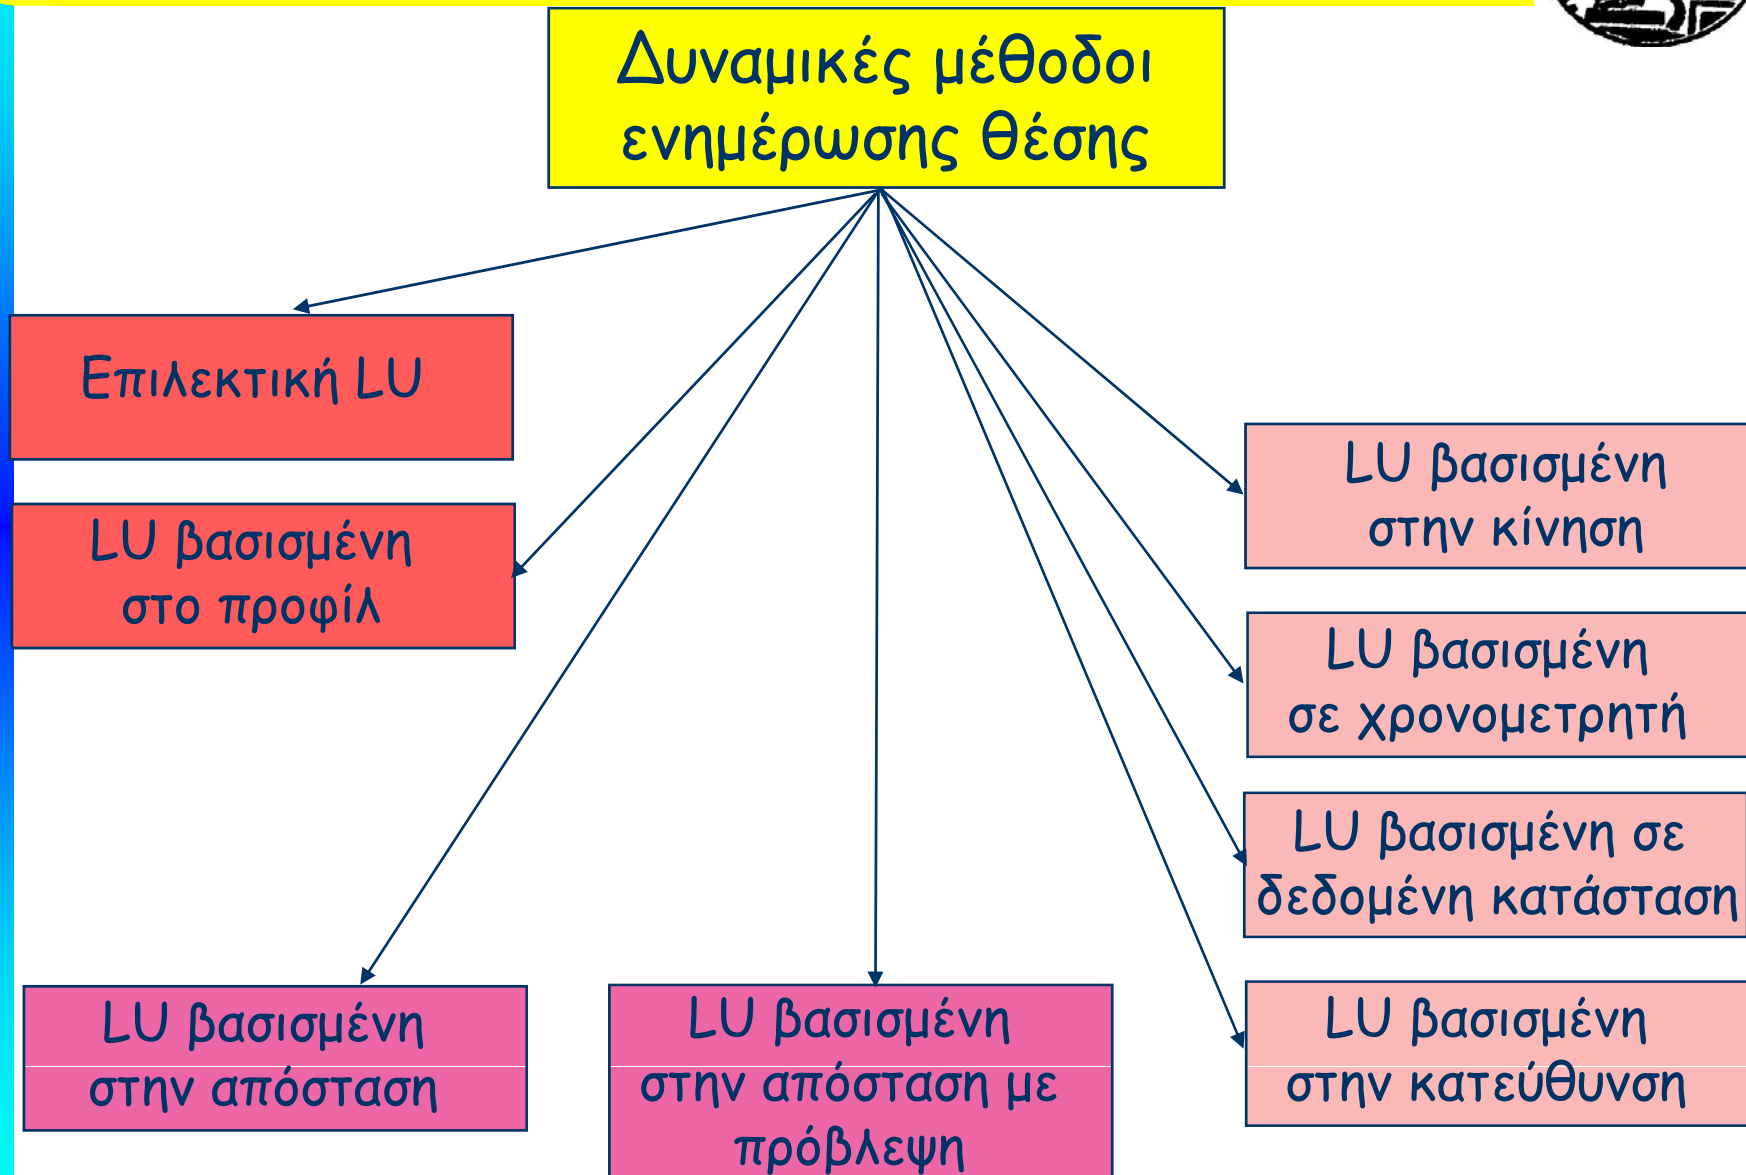 Δυναμικές μέθοδοι
ενημέρωσης θέσης
Επιλεκτική LU
LU βασισμένη
στο προφίλ
LU βασισμένη
στην απόσταση
LU βασισμένη
στην απόσταση με
πρόβλεψη
LU βασισμένη
στην κίνηση
LU βασισμένη
σε χρονομετρητή
LU βασισμένη σε
δεδομένη κατάσταση
LU βασισμένη
στην κατεύθυνση